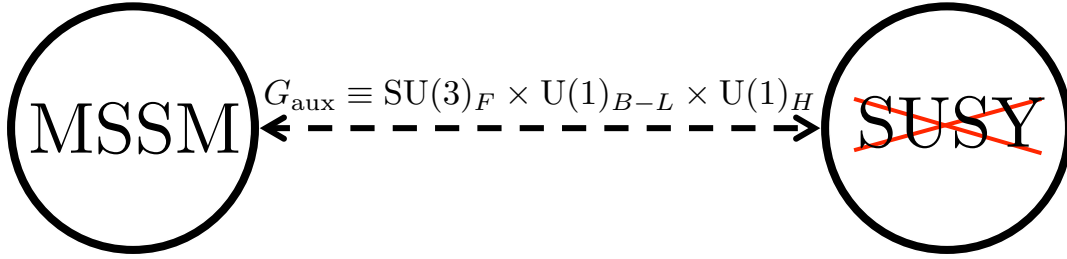 G_aux ≡ SU(3)_F × U(1)_{B−L} × U(1)_H
MSSM
SUSY